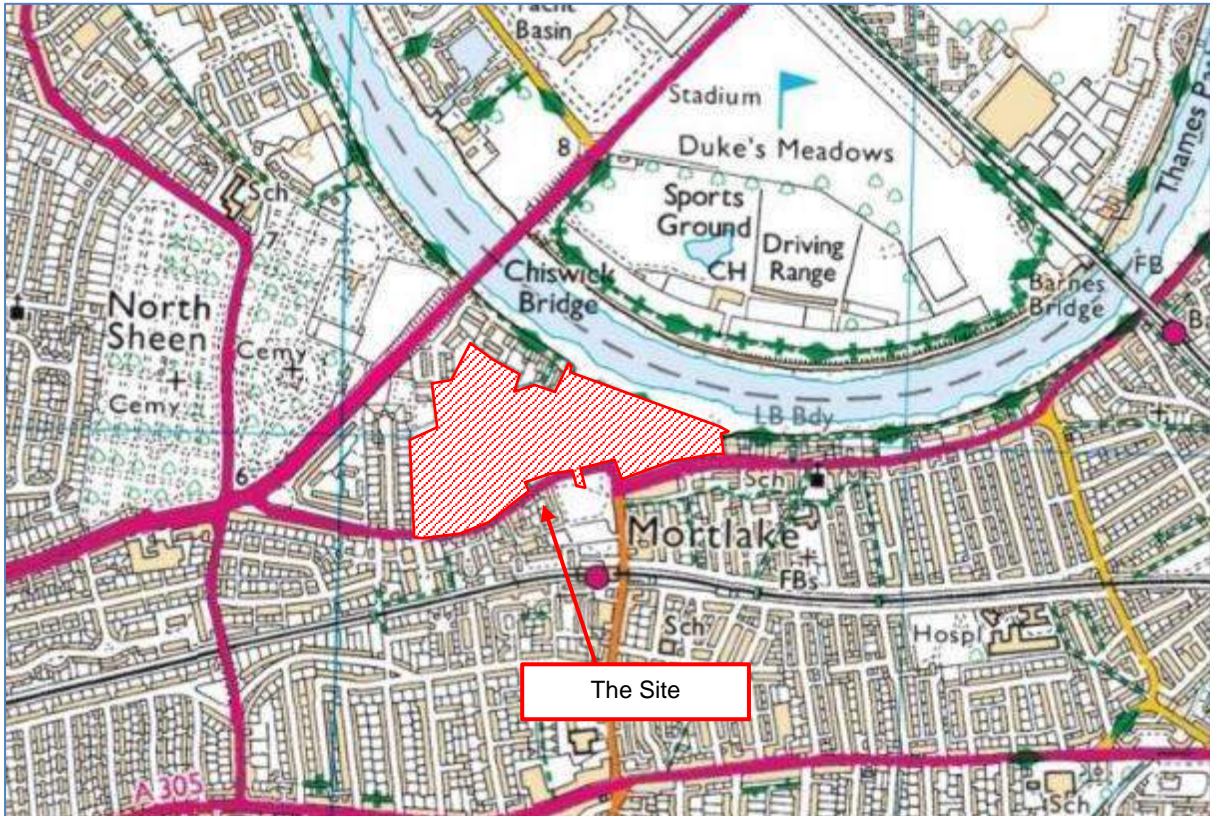 Yacht
Basin
Stadium
8
Duke's Meadows
Thames P
Sch
Sports
Ground
7
Driving
Range
CH
Chiswick
Bridge
FB
Barnes
Bridge
North
Sheen
Cemy
B
Cemy
LB Bdy
6
Sch
Mortlake
FBs
Sch
Hospl
The Site
A 305
Sch